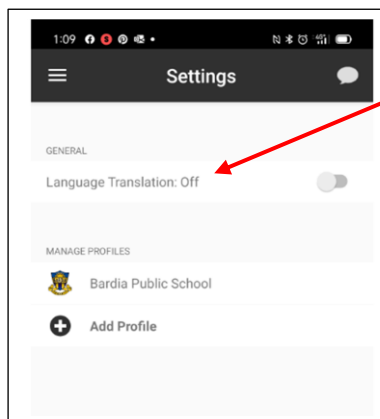 1:09
Settings
GENERAL
Language Translation: Off
MANAGE PROFILES
Bardia Public School
Add Profile